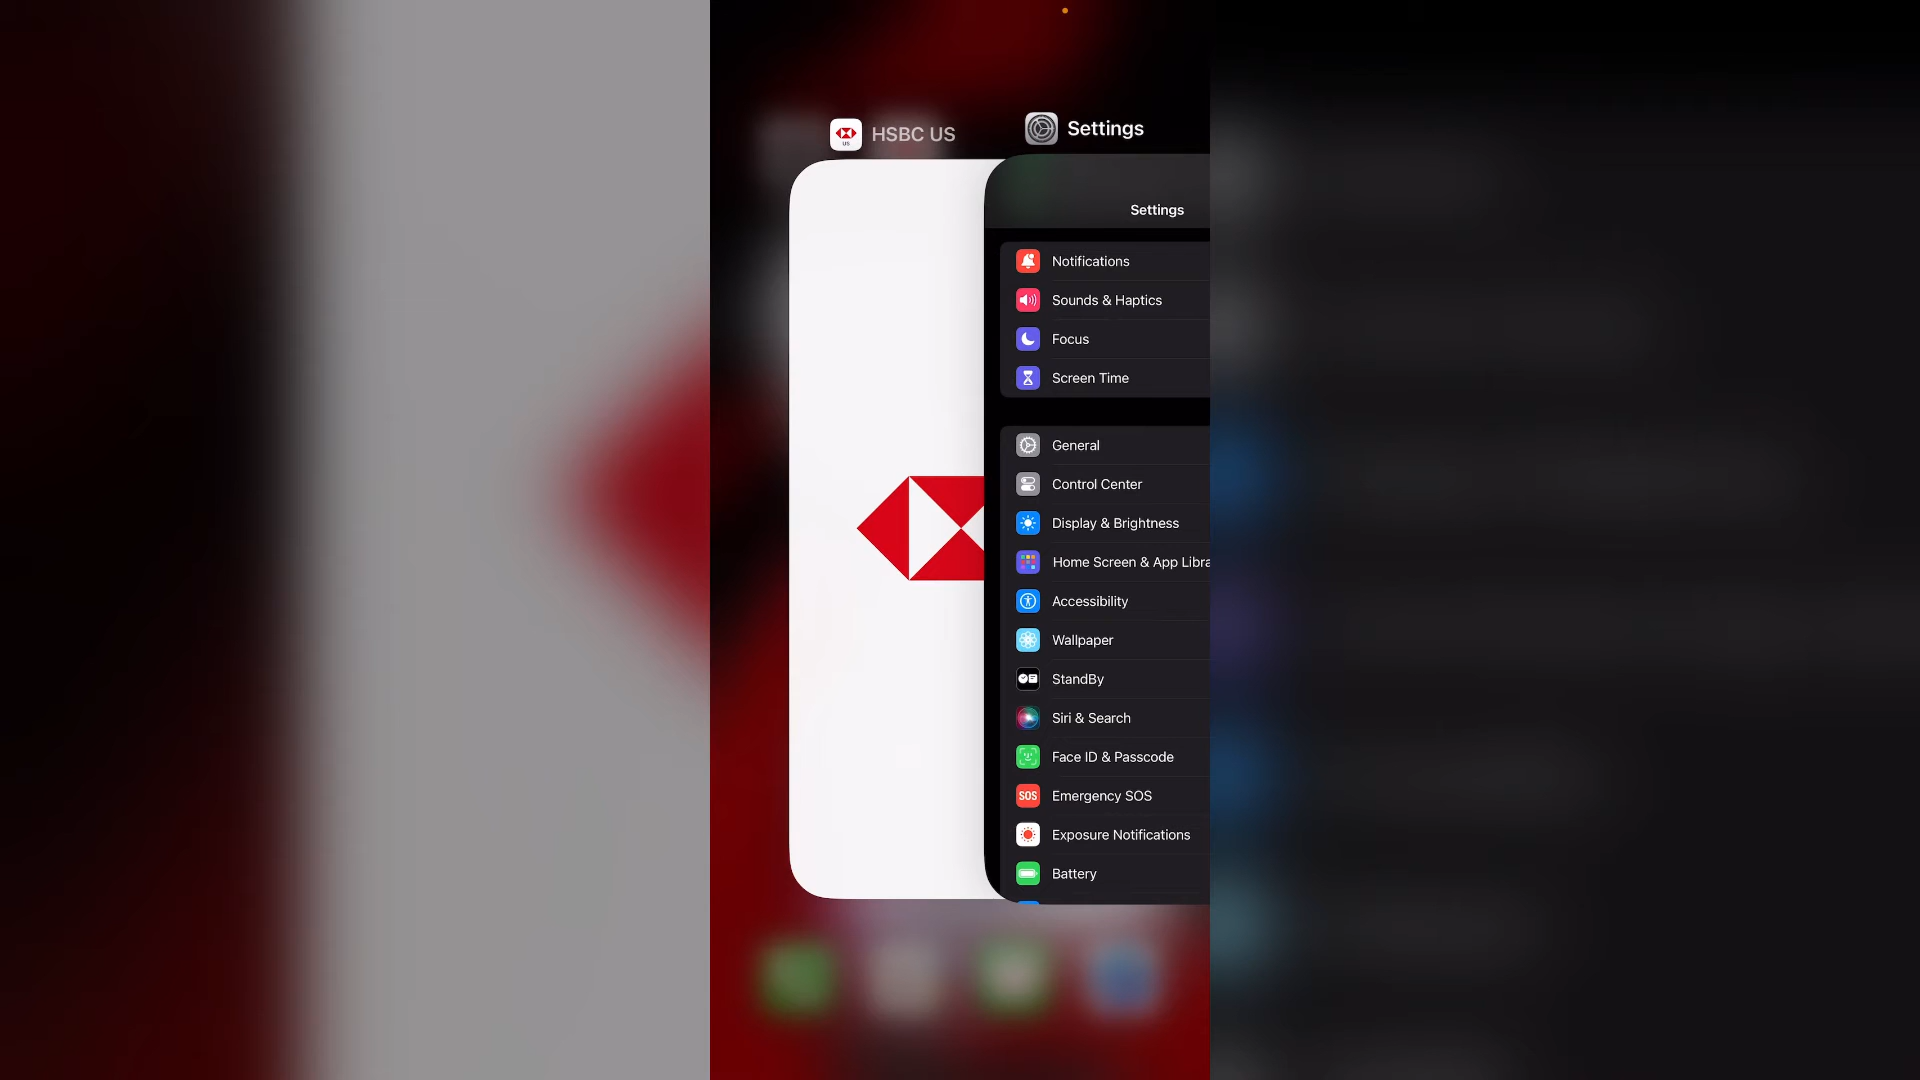 HSBC US
US
Settings
Settings
Notifications
Sounds & Haptics
Focus
Screen Time
General
Control Center
Display & Brightness
Home Screen & App Libra
Accessibility
Wallpaper
StandBy
Siri & Search
Face ID & Passcode
SOS
Emergency SOS
Exposure Notifications
Battery